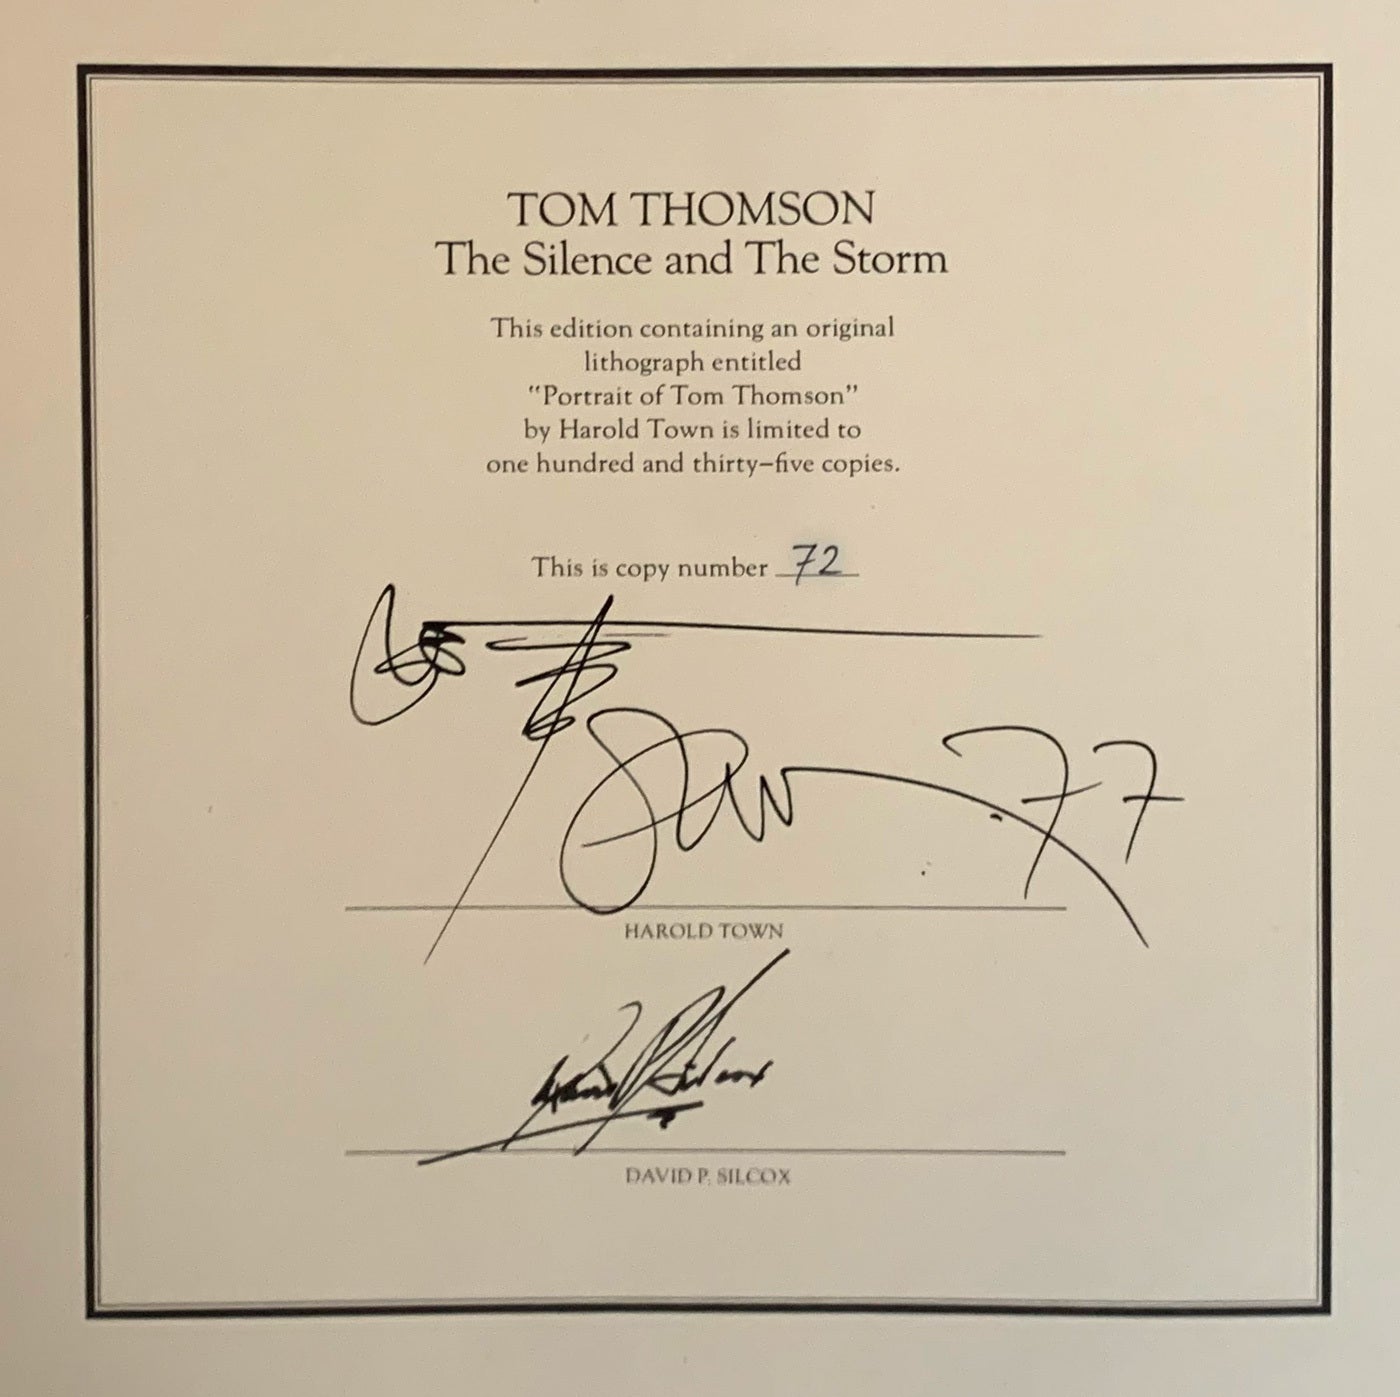 TOM THOMSON
The Silence and The Storm
This edition containing an original
lithograph entitled
“Portrait of Tom Thomson”
by Harold Town is limited to
one hundred and thirty–five copies.
This is copy number 72
77
HAROLD TOWN
DAVID P. SILCOX